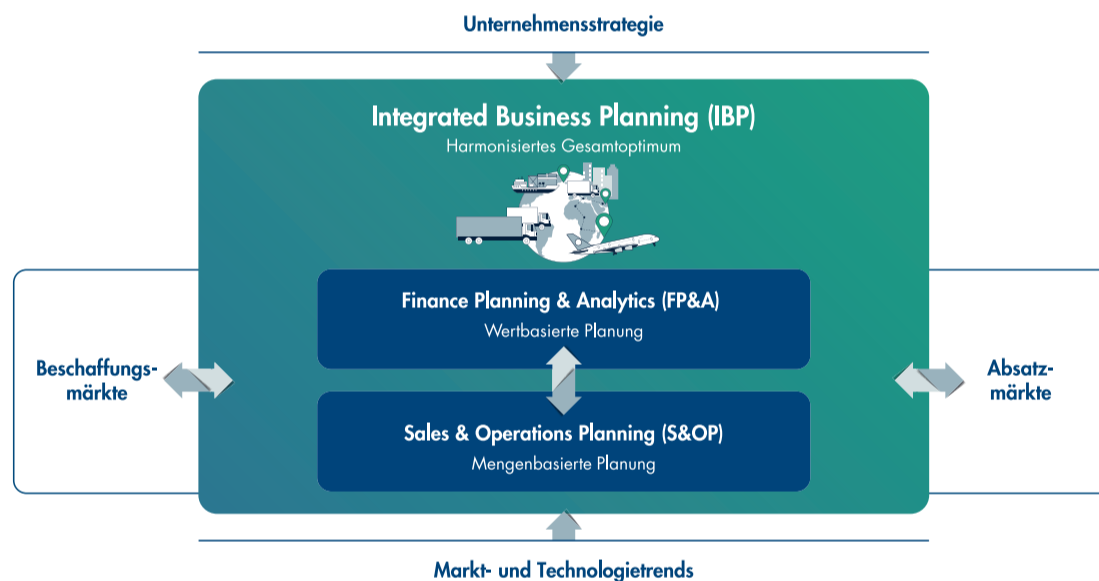 Unternehmensstrategie
Integrated Business Planning (IBP)
Harmonisiertes Gesamtoptimum
Finance Planning & Analytics (FP&A)
Wertbasierte Planung
Beschaffungs-
märkte
Absatz-
märkte
Sales & Operations Planning (S&OP)
Mengenbasierte Planung
Markt- und Technologietrends